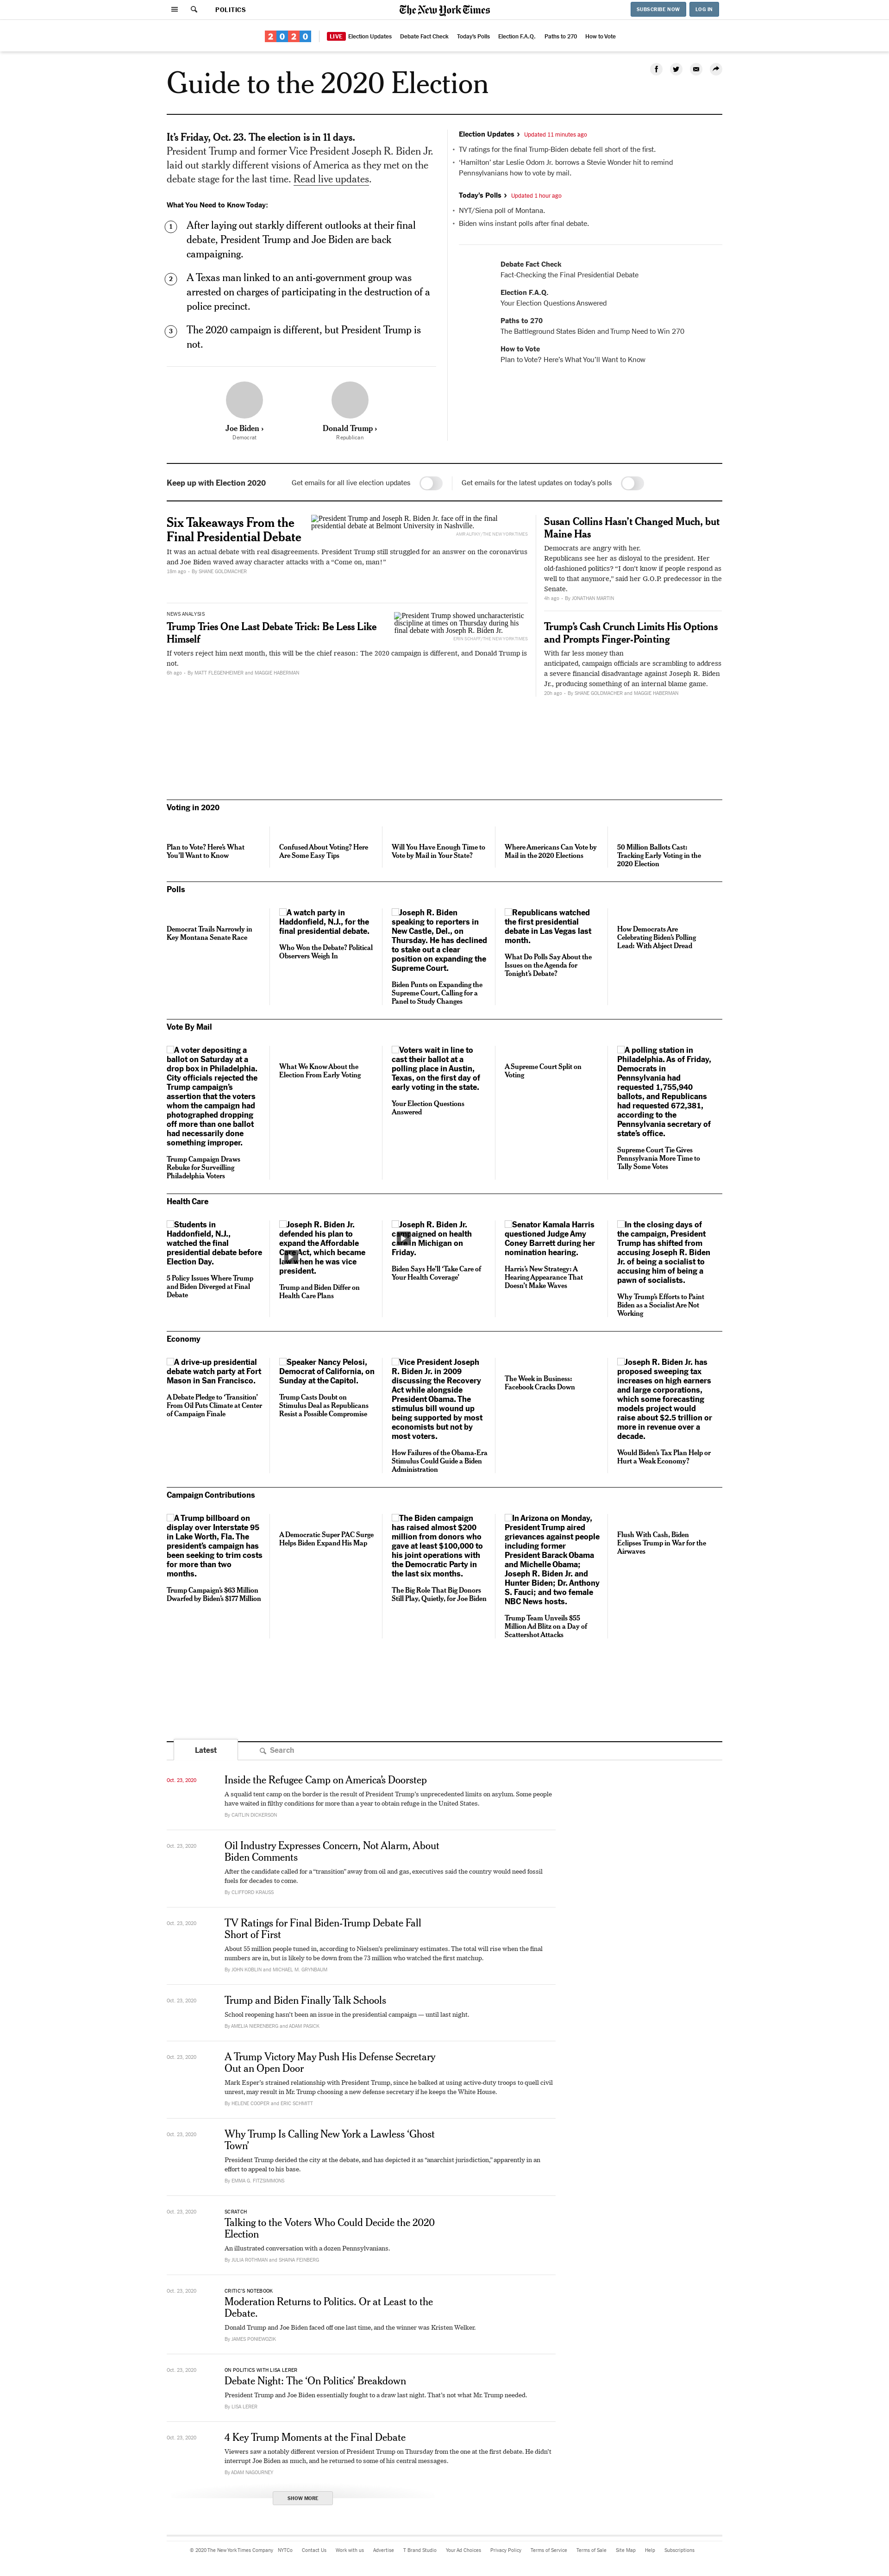 POLITICS
The New York Times
SUBSCRIBE NOW
LOG IN
2020
LIVE Election Updates
Debate Fact Check
Today's Polls
Election F.A.Q.
Paths to 270
How to Vote
Guide to the 2020 Election
It's Friday, Oct. 23. The election is in 11 days.
President Trump and former Vice President Joseph R. Biden Jr.
laid out starkly different visions of America as they met on the
debate stage for the last time. Read live updates.
What You Need to Know Today:
1
After laying out starkly different outlooks at their final
debate, President Trump and Joe Biden are back
campaigning.
2
A Texas man linked to an anti-government group was
arrested on charges of participating in the destruction of a
police precinct.
3
The 2020 campaign is different, but President Trump is
not.
Joe Biden ›
Democrat
Donald Trump ›
Republican
Election Updates › Updated 11 minutes ago
• TV ratings for the final Trump-Biden debate fell short of the first.
• 'Hamilton' star Leslie Odom Jr. borrows a Stevie Wonder hit to remind
Pennsylvanians how to vote by mail.
Today's Polls › Updated 1 hour ago
• NYT/Siena poll of Montana.
• Biden wins instant polls after final debate.
Debate Fact Check
Fact-Checking the Final Presidential Debate
Election F.A.Q.
Your Election Questions Answered
Paths to 270
The Battleground States Biden and Trump Need to Win 270
How to Vote
Plan to Vote? Here's What You'll Want to Know
Keep up with Election 2020
Get emails for all live election updates
Get emails for the latest updates on today's polls
Six Takeaways From the
Final Presidential Debate
President Trump and Joseph R. Biden Jr. face off in the final
presidential debate at Belmont University in Nashville.
AMR ALFIKY/THE NEW YORK TIMES
It was an actual debate with real disagreements. President Trump still struggled for an answer on the coronavirus
and Joe Biden waved away character attacks with a "Come on, man!"
18m ago – By SHANE GOLDMACHER
NEWS ANALYSIS
Trump Tries One Last Debate Trick: Be Less Like
Himself
President Trump showed uncharacteristic
discipline at times on Thursday during his
final debate with Joseph R. Biden Jr.
ERIN SCHAFF/THE NEW YORK TIMES
If voters reject him next month, this will be the chief reason: The 2020 campaign is different, and Donald Trump is
not.
6h ago – By MATT FLEGENHEIMER and MAGGIE HABERMAN
Susan Collins Hasn't Changed Much, but
Maine Has
Democrats are angry with her.
Republicans see her as disloyal to the president. Her
old-fashioned politics? "I don't know if people respond as
well to that anymore," said her G.O.P. predecessor in the
Senate.
4h ago – By JONATHAN MARTIN
Trump's Cash Crunch Limits His Options
and Prompts Finger-Pointing
With far less money than
anticipated, campaign officials are scrambling to address
a severe financial disadvantage against Joseph R. Biden
Jr., producing something of an internal blame game.
20h ago – By SHANE GOLDMACHER and MAGGIE HABERMAN
Voting in 2020
Plan to Vote? Here's What
You'll Want to Know
Confused About Voting? Here
Are Some Easy Tips
Will You Have Enough Time to
Vote by Mail in Your State?
Where Americans Can Vote by
Mail in the 2020 Elections
50 Million Ballots Cast:
Tracking Early Voting in the
2020 Election
Polls
Democrat Trails Narrowly in
Key Montana Senate Race
A watch party in
Haddonfield, N.J., for the
final presidential debate.
Who Won the Debate? Political
Observers Weigh In
Joseph R. Biden
speaking to reporters in
New Castle, Del., on
Thursday. He has declined
to stake out a clear
position on expanding the
Supreme Court.
Biden Punts on Expanding the
Supreme Court, Calling for a
Panel to Study Changes
Republicans watched
the first presidential
debate in Las Vegas last
month.
What Do Polls Say About the
Issues on the Agenda for
Tonight's Debate?
How Democrats Are
Celebrating Biden's Polling
Lead: With Abject Dread
Vote By Mail
A voter depositing a
ballot on Saturday at a
drop box in Philadelphia.
City officials rejected the
Trump campaign's
assertion that the voters
whom the campaign had
photographed dropping
off more than one ballot
had necessarily done
something improper.
Trump Campaign Draws
Rebuke for Surveilling
Philadelphia Voters
What We Know About the
Election From Early Voting
Voters wait in line to
cast their ballot at a
polling place in Austin,
Texas, on the first day of
early voting in the state.
Your Election Questions
Answered
A Supreme Court Split on
Voting
A polling station in
Philadelphia. As of Friday,
Democrats in
Pennsylvania had
requested 1,755,940
ballots, and Republicans
had requested 672,381,
according to the
Pennsylvania secretary of
state's office.
Supreme Court Tie Gives
Pennsylvania More Time to
Tally Some Votes
Health Care
Students in
Haddonfield, N.J.,
watched the final
presidential debate before
Election Day.
5 Policy Issues Where Trump
and Biden Diverged at Final
Debate
Joseph R. Biden Jr.
defended his plan to
expand the Affordable
Act, which became
when he was vice
president.
Trump and Biden Differ on
Health Care Plans
Joseph R. Biden Jr.
campaigned on health
Michigan on
Friday.
Biden Says He'll 'Take Care of
Your Health Coverage'
Senator Kamala Harris
questioned Judge Amy
Coney Barrett during her
nomination hearing.
Harris's New Strategy: A
Hearing Appearance That
Doesn't Make Waves
In the closing days of
the campaign, President
Trump has shifted from
accusing Joseph R. Biden
Jr. of being a socialist to
accusing him of being a
pawn of socialists.
Why Trump's Efforts to Paint
Biden as a Socialist Are Not
Working
Economy
A drive-up presidential
debate watch party at Fort
Mason in San Francisco.
A Debate Pledge to 'Transition'
From Oil Puts Climate at Center
of Campaign Finale
Speaker Nancy Pelosi,
Democrat of California, on
Sunday at the Capitol.
Trump Casts Doubt on
Stimulus Deal as Republicans
Resist a Possible Compromise
Vice President Joseph
R. Biden Jr. in 2009
discussing the Recovery
Act while alongside
President Obama. The
stimulus bill wound up
being supported by most
economists but not by
most voters.
How Failures of the Obama-Era
Stimulus Could Guide a Biden
Administration
The Week in Business:
Facebook Cracks Down
Joseph R. Biden Jr. has
proposed sweeping tax
increases on high earners
and large corporations,
which some forecasting
models project would
raise about $2.5 trillion or
more in revenue over a
decade.
Would Biden's Tax Plan Help or
Hurt a Weak Economy?
Campaign Contributions
A Trump billboard on
display over Interstate 95
in Lake Worth, Fla. The
president's campaign has
been seeking to trim costs
for more than two
months.
Trump Campaign's $63 Million
Dwarfed by Biden's $177 Million
A Democratic Super PAC Surge
Helps Biden Expand His Map
The Biden campaign
has raised almost $200
million from donors who
gave at least $100,000 to
his joint operations with
the Democratic Party in
the last six months.
The Big Role That Big Donors
Still Play, Quietly, for Joe Biden
In Arizona on Monday,
President Trump aired
grievances against people
including former
President Barack Obama
and Michelle Obama;
Joseph R. Biden Jr. and
Hunter Biden; Dr. Anthony
S. Fauci; and two female
NBC News hosts.
Trump Team Unveils $55
Million Ad Blitz on a Day of
Scattershot Attacks
Flush With Cash, Biden
Eclipses Trump in War for the
Airwaves
Latest
Search
Oct. 23, 2020
Inside the Refugee Camp on America's Doorstep
A squalid tent camp on the border is the result of President Trump's unprecedented limits on asylum. Some people
have waited in filthy conditions for more than a year to obtain refuge in the United States.
By CAITLIN DICKERSON
Oct. 23, 2020
Oil Industry Expresses Concern, Not Alarm, About
Biden Comments
After the candidate called for a "transition" away from oil and gas, executives said the country would need fossil
fuels for decades to come.
By CLIFFORD KRAUSS
Oct. 23, 2020
TV Ratings for Final Biden-Trump Debate Fall
Short of First
About 55 million people tuned in, according to Nielsen's preliminary estimates. The total will rise when the final
numbers are in, but is likely to be down from the 73 million who watched the first matchup.
By JOHN KOBLIN and MICHAEL M. GRYNBAUM
Oct. 23, 2020
Trump and Biden Finally Talk Schools
School reopening hasn't been an issue in the presidential campaign — until last night.
By AMELIA NIERENBERG and ADAM PASICK
Oct. 23, 2020
A Trump Victory May Push His Defense Secretary
Out an Open Door
Mark Esper's strained relationship with President Trump, since he balked at using active-duty troops to quell civil
unrest, may result in Mr. Trump choosing a new defense secretary if he keeps the White House.
By HELENE COOPER and ERIC SCHMITT
Oct. 23, 2020
Why Trump Is Calling New York a Lawless 'Ghost
Town'
President Trump derided the city at the debate, and has depicted it as "anarchist jurisdiction," apparently in an
effort to appeal to his base.
By EMMA G. FITZSIMMONS
Oct. 23, 2020
SCRATCH
Talking to the Voters Who Could Decide the 2020
Election
An illustrated conversation with a dozen Pennsylvanians.
By JULIA ROTHMAN and SHAINA FEINBERG
Oct. 23, 2020
CRITIC'S NOTEBOOK
Moderation Returns to Politics. Or at Least to the
Debate.
Donald Trump and Joe Biden faced off one last time, and the winner was Kristen Welker.
By JAMES PONIEWOZIK
Oct. 23, 2020
ON POLITICS WITH LISA LERER
Debate Night: The 'On Politics' Breakdown
President Trump and Joe Biden essentially fought to a draw last night. That's not what Mr. Trump needed.
By LISA LERER
Oct. 23, 2020
4 Key Trump Moments at the Final Debate
Viewers saw a notably different version of President Trump on Thursday from the one at the first debate. He didn't
interrupt Joe Biden as much, and he returned to some of his central messages.
By ADAM NAGOURNEY
SHOW MORE
© 2020 The New York Times Company
NYTCo
Contact Us
Work with us
Advertise
T Brand Studio
Your Ad Choices
Privacy Policy
Terms of Service
Terms of Sale
Site Map
Help
Subscriptions